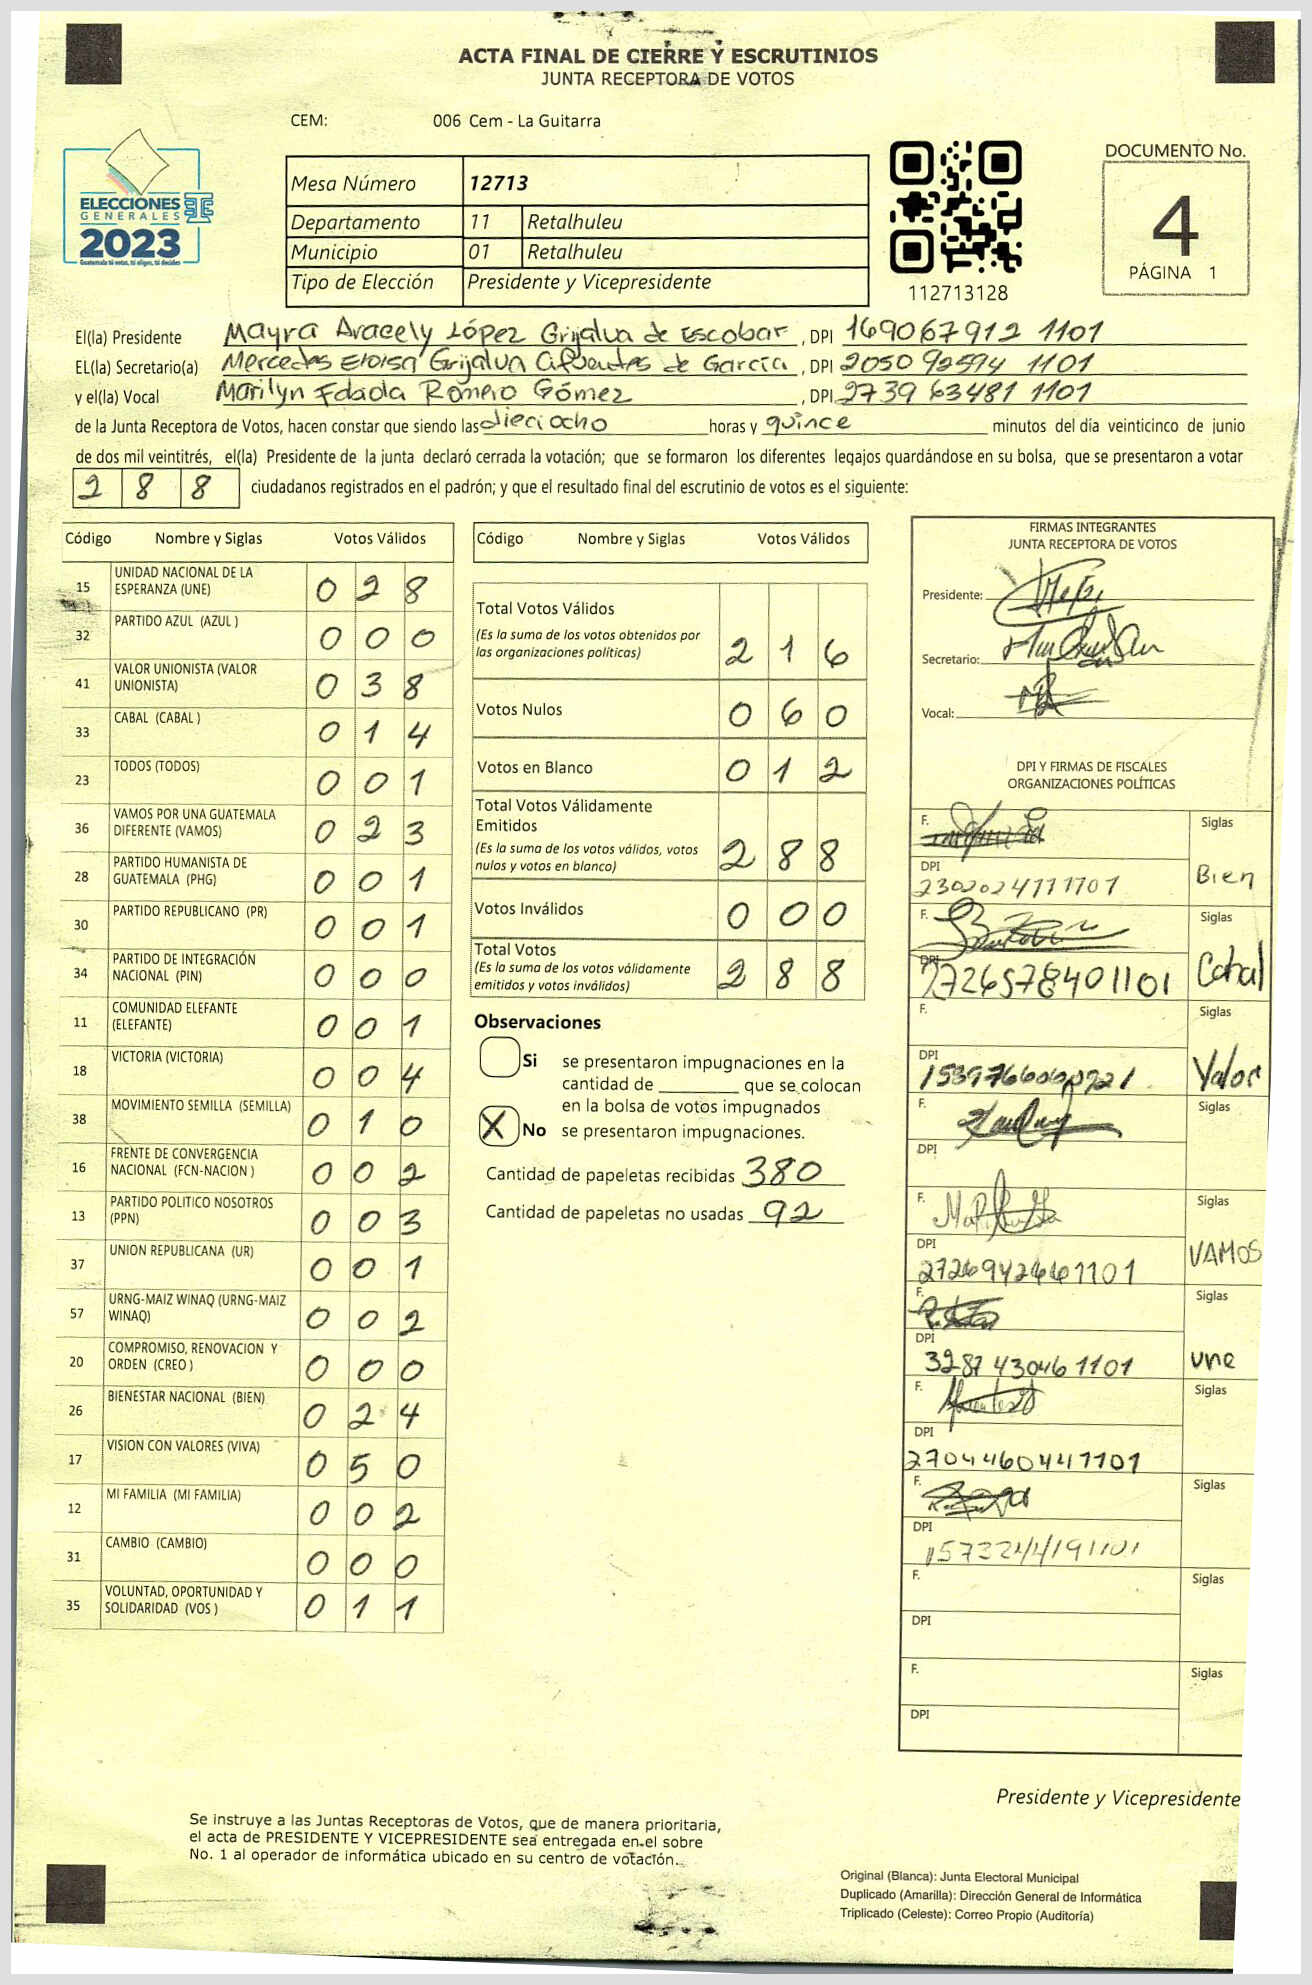 ACTA FINAL DE CIERRE Y ESCRUTINIOS
JUNTA RECEPTORA DE VOTOS
CEM: 006 Cem - La Guitarra
ELECCIONES
GENERALES
2023
Guatemala tú votas, tú eliges, tú decides
Mesa Número 12713
Departamento 11 Retalhuleu
Municipio 01 Retalhuleu
Tipo de Elección Presidente y Vicepresidente
112713128
DOCUMENTO No.
4
PÁGINA 1
El(la) Presidente Mayra Aracely López Grijalva de Escobar, DPI 169067912 1101
EL(la) Secretario(a) Mercedes Eloisa Grijalva Cifuentes de García, DPI 2050 92594 1101
y el(la) Vocal Marilyn Romero Gómez, DPI 2739 63481 1101
de la Junta Receptora de Votos, hacen constar que siendo las dieciocho horas y quince minutos del día veinticinco de junio
de dos mil veintitrés, el(la) Presidente de la junta declaró cerrada la votación; que se formaron los diferentes legajos guardándose en su bolsa, que se presentaron a votar
2 8 8 ciudadanos registrados en el padrón; y que el resultado final del escrutinio de votos es el siguiente:
Código Nombre y Siglas Votos Válidos
15 UNIDAD NACIONAL DE LA ESPERANZA (UNE) 0 2 8
32 PARTIDO AZUL (AZUL ) 0 0 0
41 VALOR UNIONISTA (VALOR UNIONISTA) 0 3 8
33 CABAL (CABAL ) 0 1 4
23 TODOS (TODOS) 0 0 1
36 VAMOS POR UNA GUATEMALA DIFERENTE (VAMOS) 0 2 3
28 PARTIDO HUMANISTA DE GUATEMALA (PHG) 0 0 1
30 PARTIDO REPUBLICANO (PR) 0 0 1
34 PARTIDO DE INTEGRACIÓN NACIONAL (PIN) 0 0 0
11 COMUNIDAD ELEFANTE (ELEFANTE) 0 0 1
18 VICTORIA (VICTORIA) 0 0 4
38 MOVIMIENTO SEMILLA (SEMILLA) 0 1 0
16 FRENTE DE CONVERGENCIA NACIONAL (FCN-NACION ) 0 0 2
13 PARTIDO POLITICO NOSOTROS (PPN) 0 0 3
37 UNION REPUBLICANA (UR) 0 0 1
57 URNG-MAIZ WINAQ (URNG-MAIZ WINAQ) 0 0 2
20 COMPROMISO, RENOVACION Y ORDEN (CREO ) 0 0 0
26 BIENESTAR NACIONAL (BIEN) 0 2 4
17 VISION CON VALORES (VIVA) 0 5 0
12 MI FAMILIA (MI FAMILIA) 0 0 2
31 CAMBIO (CAMBIO) 0 0 0
35 VOLUNTAD, OPORTUNIDAD Y SOLIDARIDAD (VOS ) 0 1 1
Código Nombre y Siglas Votos Válidos
Total Votos Válidos
(Es la suma de los votos obtenidos por
las organizaciones politicas) 2 1 6
Votos Nulos 0 6 0
Votos en Blanco 0 1 2
Total Votos Válidamente
Emitidos
(Es la suma de los votos válidos, votos
nulos y votos en blanco) 2 8 8
Votos Inválidos 0 0 0
Total Votos
(Es la suma de los votos válidamente
emitidos y votos inválidos) 2 8 8
Observaciones
Si se presentaron impugnaciones en la
cantidad de ________ que se colocan
en la bolsa de votos impugnados
X No se presentaron impugnaciones.
Cantidad de papeletas recibidas 380
Cantidad de papeletas no usadas 92
FIRMAS INTEGRANTES
JUNTA RECEPTORA DE VOTOS
Presidente:
Secretario:
Vocal:
DPI Y FIRMAS DE FISCALES
ORGANIZACIONES POLÍTICAS
F. Siglas
DPI Bien
F. Siglas
DPI Cabal
F. Siglas
DPI Valor
F. Siglas
DPI
F. Siglas
DPI VAMOS
F. Siglas
DPI une
3287 43046 1101
F. Siglas
DPI
2704460441101
F. Siglas
DPI
F. Siglas
DPI
F. Siglas
DPI
Presidente y Vicepresidente
Se instruye a las Juntas Receptoras de Votos, que de manera prioritaria,
el acta de PRESIDENTE Y VICEPRESIDENTE sea entregada en el sobre
No. 1 al operador de informática ubicado en su centro de votación.
Original (Blanca): Junta Electoral Municipal
Duplicado (Amarilla): Dirección General de Informática
Triplicado (Celeste): Correo Propio (Auditoría)